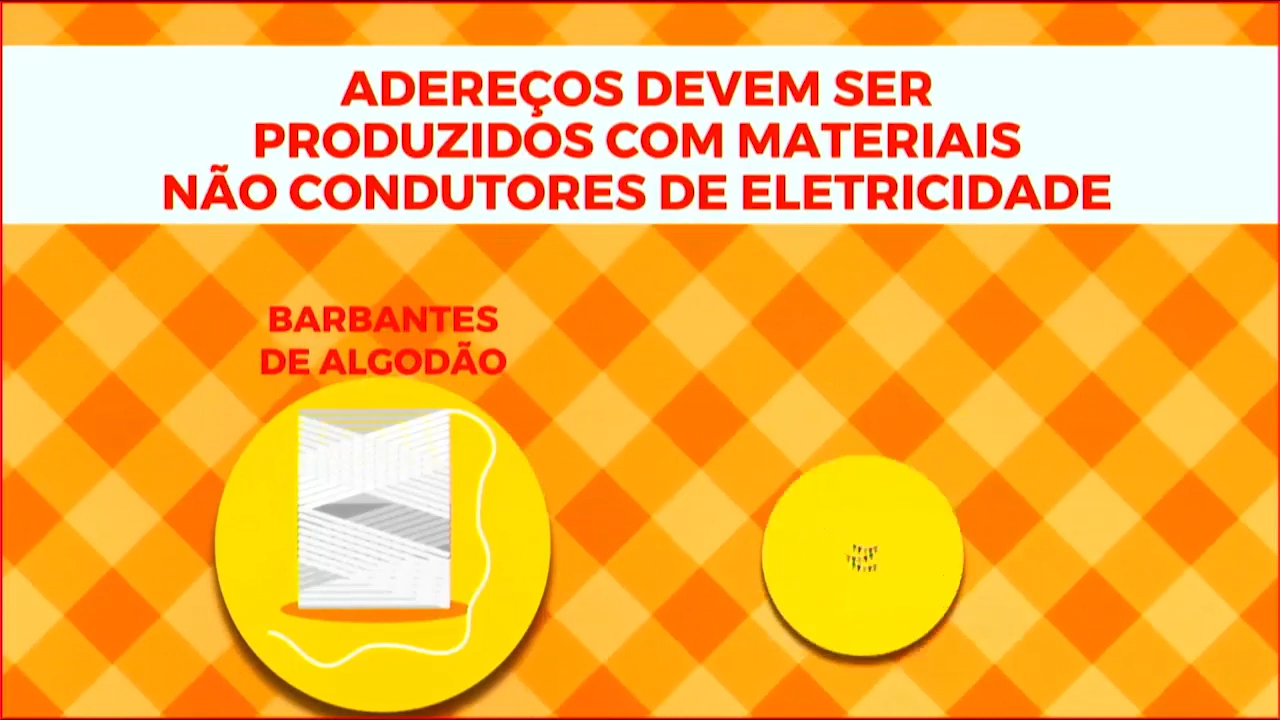 ADEREÇOS DEVEM SER
PRODUZIDOS COM MATERIAIS
NÃO CONDUTORES DE ELETRICIDADE
BARBANTES
DE ALGODÃO